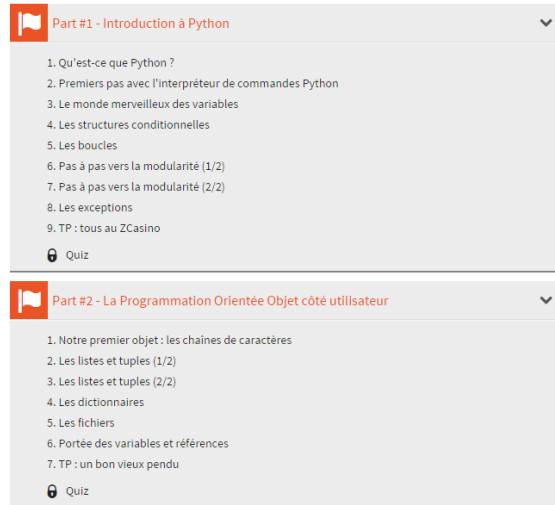 Part #1 - Introduction à Python
1. Qu'est-ce que Python ?
2. Premiers pas avec l'interpréteur de commandes Python
3. Le monde merveilleux des variables
4. Les structures conditionnelles
5. Les boucles
6. Pas à pas vers la modularité (1/2)
7. Pas à pas vers la modularité (2/2)
8. Les exceptions
9. TP : tous au ZCasino
Quiz
Part #2 - La Programmation Orientée Objet côté utilisateur
1. Notre premier objet : les chaînes de caractères
2. Les listes et tuples (1/2)
3. Les listes et tuples (2/2)
4. Les dictionnaires
5. Les fichiers
6. Portée des variables et références
7. TP : un bon vieux pendu
Quiz